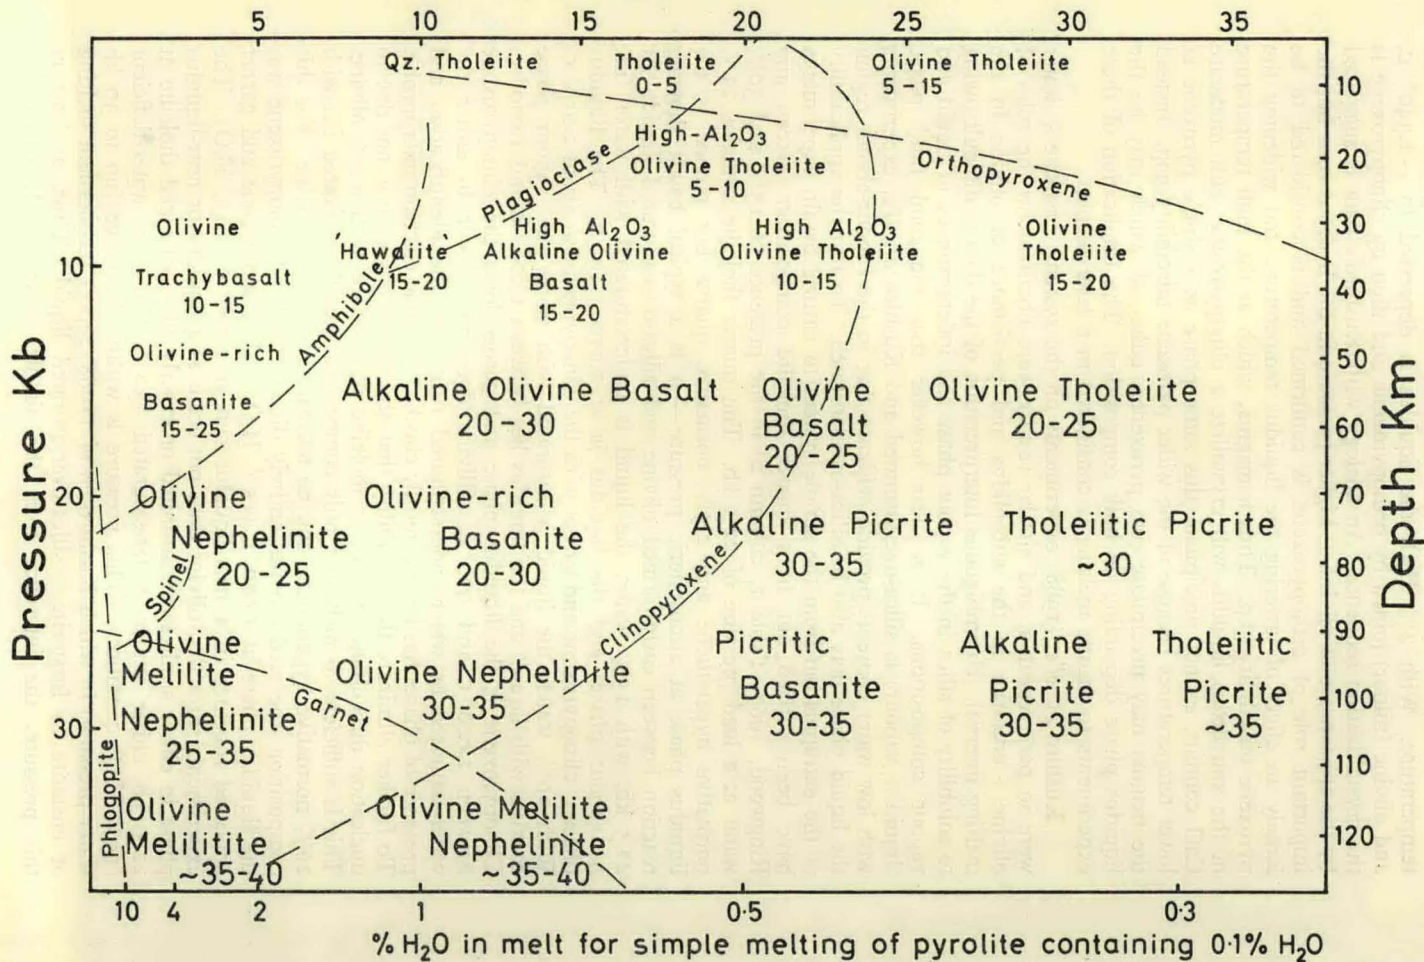 5 10 15 20 25 30 35
Qz. Tholeiite
Tholeiite
0-5
Olivine Tholeiite
5-15
High-Al₂O₃
Olivine Tholeiite
5-10
Plagioclase
Orthopyroxene
Olivine
Trachybasalt
10-15
'Hawaiite'
15-20
High Al₂O₃
Alkaline Olivine
Basalt
15-20
High Al₂O₃
Olivine Tholeiite
10-15
Olivine
Tholeiite
15-20
Amphibole
Olivine-rich
Basanite
15-25
Alkaline Olivine Basalt
20-30
Olivine
Basalt
20-25
Olivine Tholeiite
20-25
Olivine
Nephelinite
20-25
Olivine-rich
Basanite
20-30
Alkaline Picrite
30-35
Tholeiitic Picrite
~30
Spinel
Clinopyroxene
Olivine
Melilite
Nephelinite
25-35
Garnet
Olivine Nephelinite
30-35
Picritic
Basanite
30-35
Alkaline
Picrite
30-35
Tholeiitic
Picrite
~35
Phlogopite
Olivine
Melilitite
~35-40
Olivine Melilite
Nephelinite
~35-40
Pressure Kb
10
20
30
Depth Km
10
20
30
40
50
60
70
80
90
100
110
120
10 4 2 1 0·5 0·3
% H₂O in melt for simple melting of pyrolite containing 0·1% H₂O